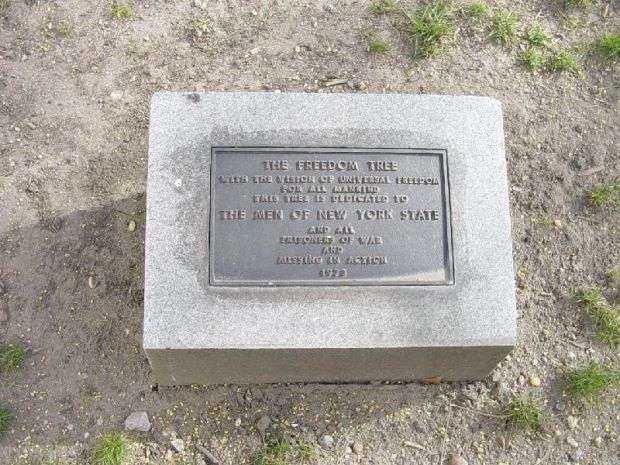 THE FREEDOM TREE
WITH THE VISION OF UNIVERSAL FREEDOM
FOR ALL MANKIND
THIS TREE IS DEDICATED TO
THE MEN OF NEW YORK STATE
AND ALL
PRISONERS OF WAR
AND
MISSING IN ACTION
1973